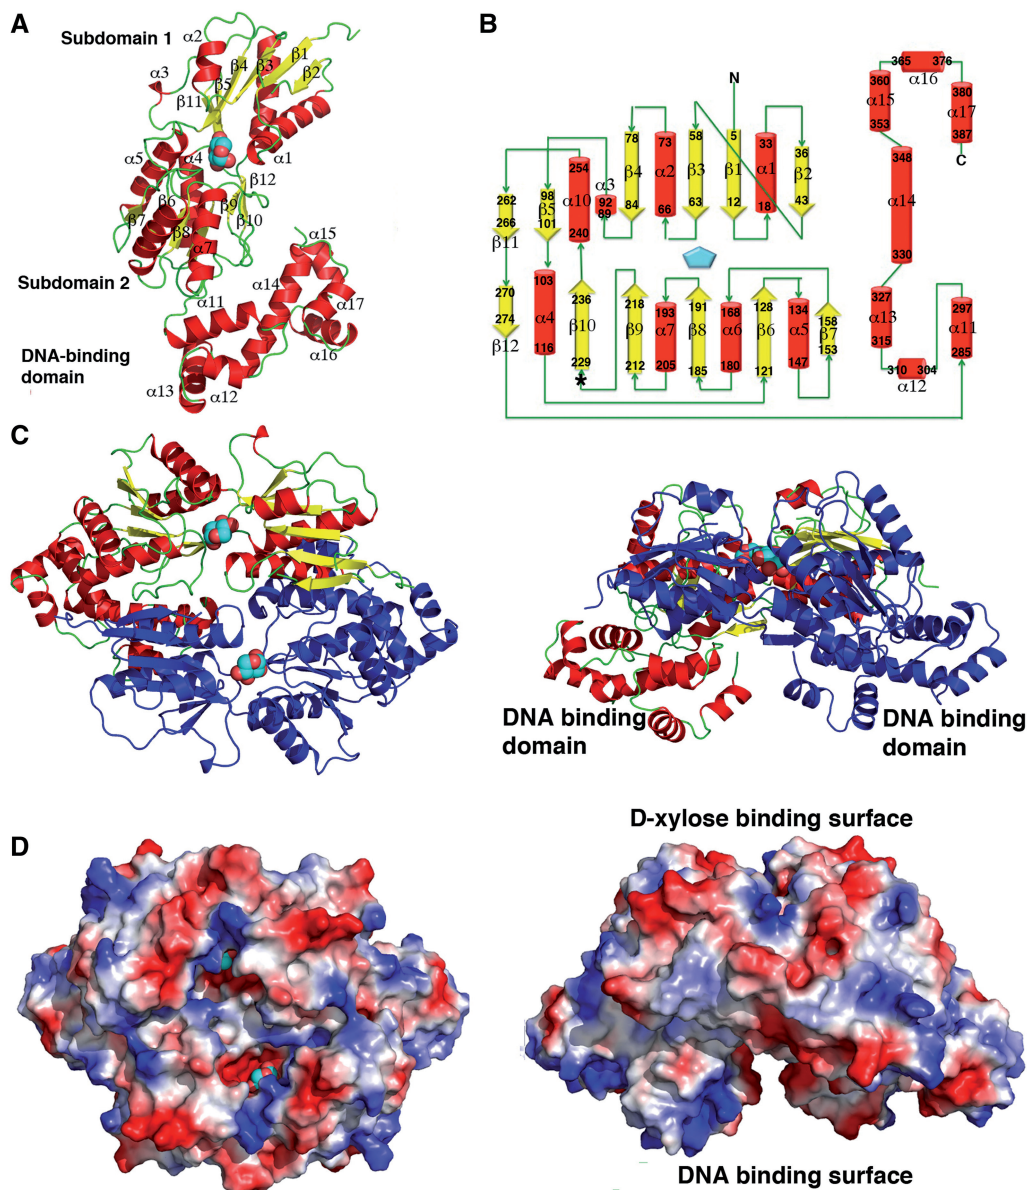 A
Subdomain 1
α2
α3
β4
β3
β1
β2
β5
β11
α5
α4
α1
β12
β6
β7
β9
β10
β8
α7
α15
Subdomain 2
α11
α14
α17
α16
DNA-binding
domain
α13
α12
B
N
365 376
α16
360
α15
353
380
α17
387
C
78
β4
84
73
α2
66
58
β3
63
5
β1
12
33
α1
18
36
β2
43
254
α10
240
α3
92
89
98
β5
101
262
266
β11
348
α14
330
270
274
β12
103
α4
116
236
β10
229
*
218
β9
212
193
α7
205
191
β8
185
168
α6
180
128
β6
121
134
α5
147
158
β7
153
327
α13
315
310 304
α12
297
α11
285
C
DNA binding
domain
DNA binding
domain
D
D-xylose binding surface
DNA binding surface